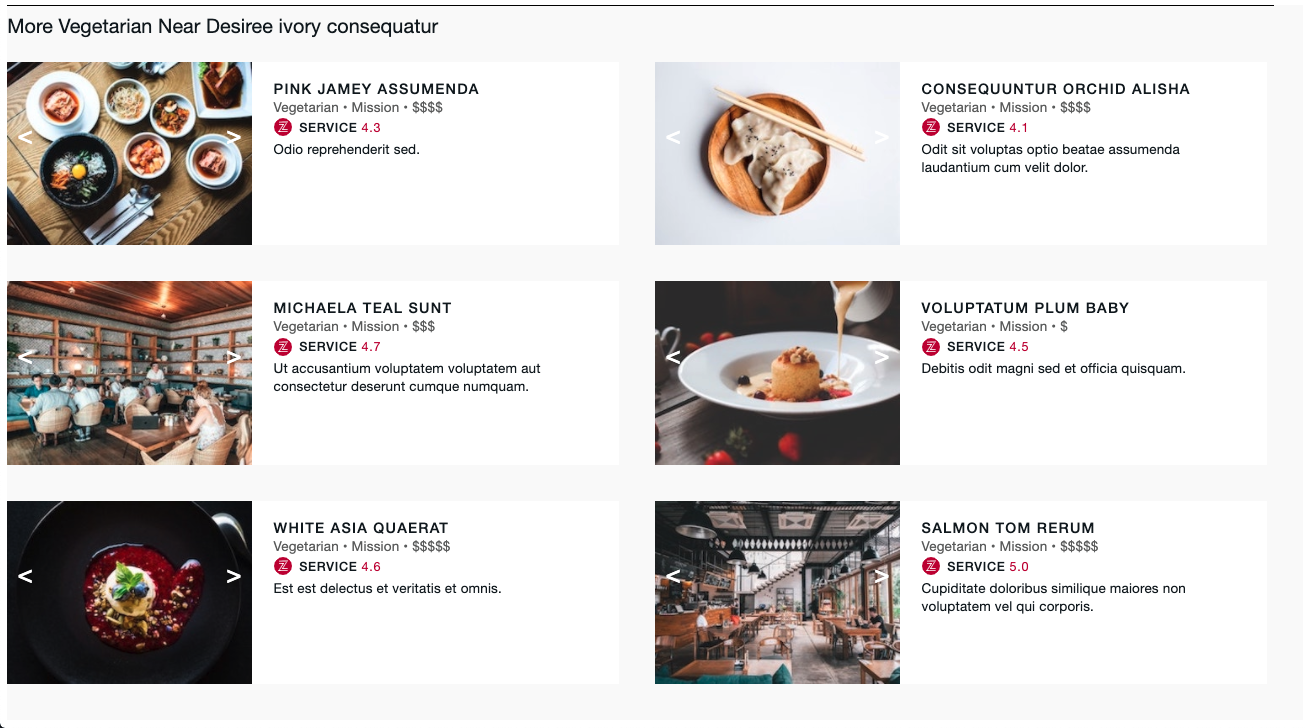 More Vegetarian Near Desiree ivory consequatur
PINK JAMEY ASSUMENDA
Vegetarian • Mission • $$$$
SERVICE 4.3
Odio reprehenderit sed.
CONSEQUUNTUR ORCHID ALISHA
Vegetarian • Mission • $$$$
SERVICE 4.1
Odit sit voluptas optio beatae assumenda
laudantium cum velit dolor.
MICHAELA TEAL SUNT
Vegetarian • Mission • $$$
SERVICE 4.7
Ut accusantium voluptatem voluptatem aut
consectetur deserunt cumque numquam.
VOLUPTATUM PLUM BABY
Vegetarian • Mission • $
SERVICE 4.5
Debitis odit magni sed et officia quisquam.
WHITE ASIA QUAERAT
Vegetarian • Mission • $$$$$
SERVICE 4.6
Est est delectus et veritatis et omnis.
SALMON TOM RERUM
Vegetarian • Mission • $$$$$
SERVICE 5.0
Cupiditate doloribus similique maiores non
voluptatem vel qui corporis.